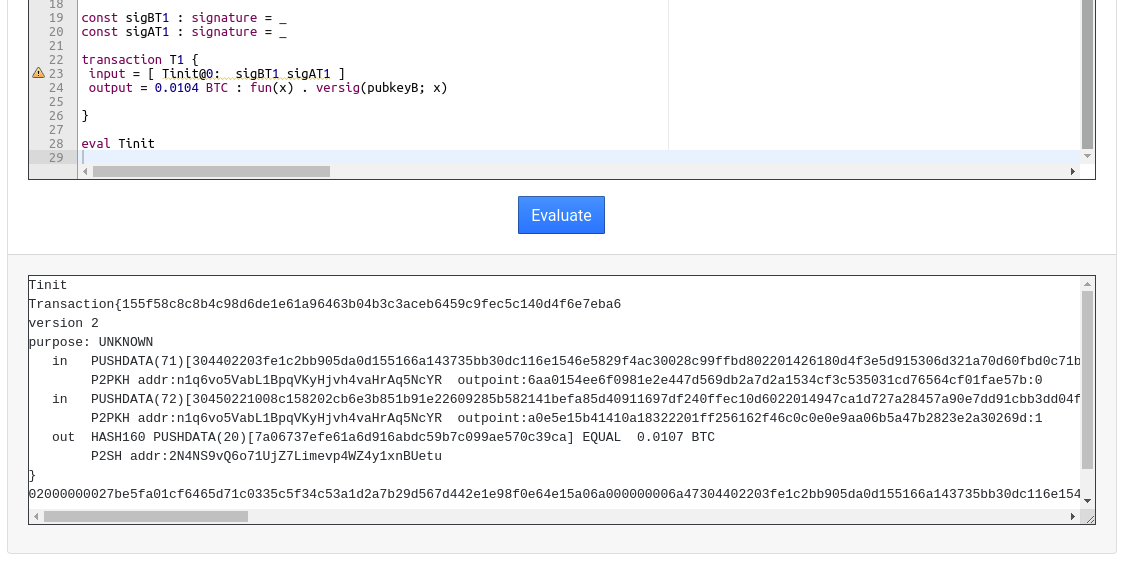 18
19 const sigBT1 : signature = _
20 const sigAT1 : signature = _
21
22 transaction T1 {
23 input = [ Tinit@0: sigBT1 sigAT1 ]
24 output = 0.0104 BTC : fun(x) . versig(pubkeyB; x)
25
26 }
27
28 eval Tinit
29
Evaluate
Tinit
Transaction{155f58c8c8b4c98d6de1e61a96463b04b3c3aceb6459c9fec5c140d4f6e7eba6
version 2
purpose: UNKNOWN
in PUSHDATA(71)[304402203fe1c2bb905da0d155166a143735bb30dc116e1546e5829f4ac30028c99ffbd802201426180d4f3e5d915306d321a70d60fbd0c71b
P2PKH addr:n1q6vo5VabL1BpqVKyHjvh4vaHrAq5NcYR outpoint:6aa0154ee6f0981e2e447d569db2a7d2a1534cf3c535031cd76564cf01fae57b:0
in PUSHDATA(72)[30450221008c158202cb6e3b851b91e22609285b582141befa85d40911697df240ffec10d6022014947ca1d727a28457a90e7dd91cbb3dd04f
P2PKH addr:n1q6vo5VabL1BpqVKyHjvh4vaHrAq5NcYR outpoint:a0e5e15b41410a18322201ff256162f46c0c0e0e9aa06b5a47b2823e2a30269d:1
out HASH160 PUSHDATA(20)[7a06737efe61a6d916abdc59b7c099ae570c39ca] EQUAL 0.0107 BTC
P2SH addr:2N4NS9vQ6o71UjZ7Limevp4WZ4y1xnBUetu
}
02000000027be5fa01cf6465d71c0335c5f34c53a1d2a7b29d567d442e1e98f0e64e15a06a000000006a47304402203fe1c2bb905da0d155166a143735bb30dc116e154